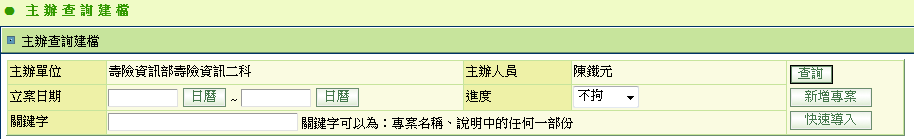 主辦查詢建檔
主辦查詢建檔
主辦單位 壽險資訊部壽險資訊二科 主辦人員 陳鐵元 查詢
立案日期 日曆 ~ 日曆 進度 不拘 新增專案
關鍵字 關鍵字可以為：專案名稱、說明中的任何一部份 快速導入